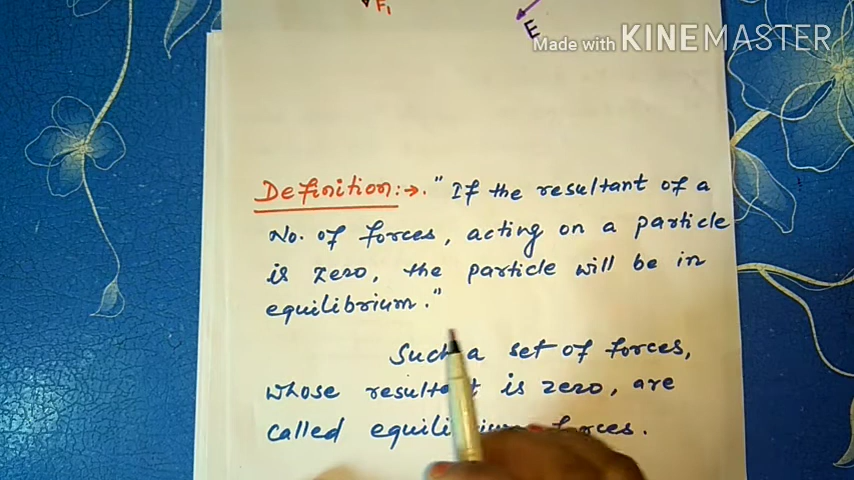 F1
E
Made with KINEMASTER
Definition:→. "If the resultant of a
No. of forces, acting on a particle
is zero, the particle will be in
equilibrium."
Such a set of forces,
whose resultant is zero, are
called forces.